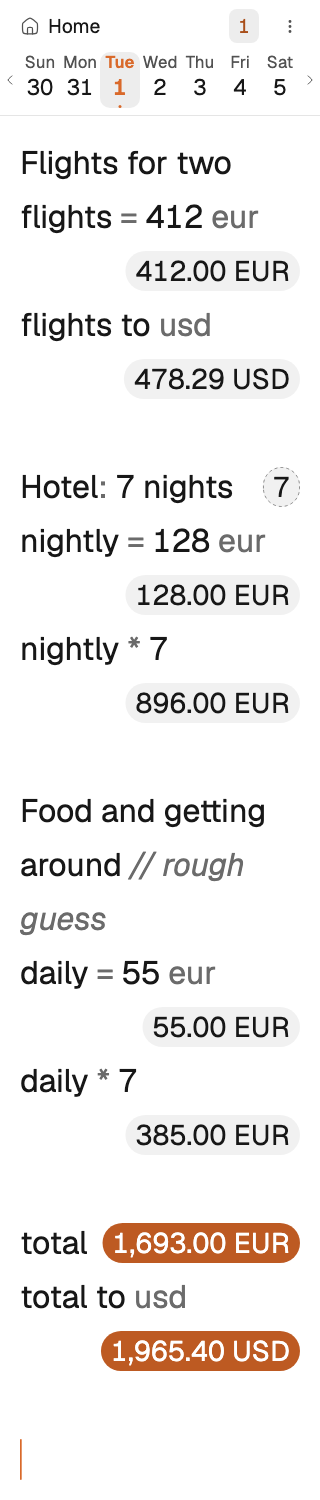 Home
1
Sun Mon Tue Wed Thu Fri Sat
30 31 1 2 3 4 5
Flights for two
flights = 412 eur
412.00 EUR
flights to usd
478.29 USD
Hotel: 7 nights 7
nightly = 128 eur
128.00 EUR
nightly * 7
896.00 EUR
Food and getting
around // rough
guess
daily = 55 eur
55.00 EUR
daily * 7
385.00 EUR
total 1,693.00 EUR
total to usd
1,965.40 USD